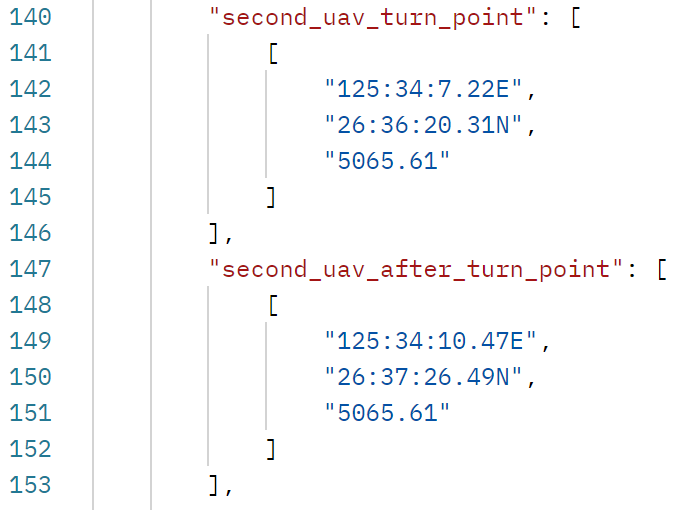 140 "second_uav_turn_point": [
141 [
142 "125:34:7.22E",
143 "26:36:20.31N",
144 "5065.61"
145 ]
146 ],
147 "second_uav_after_turn_point": [
148 [
149 "125:34:10.47E",
150 "26:37:26.49N",
151 "5065.61"
152 ]
153 ],